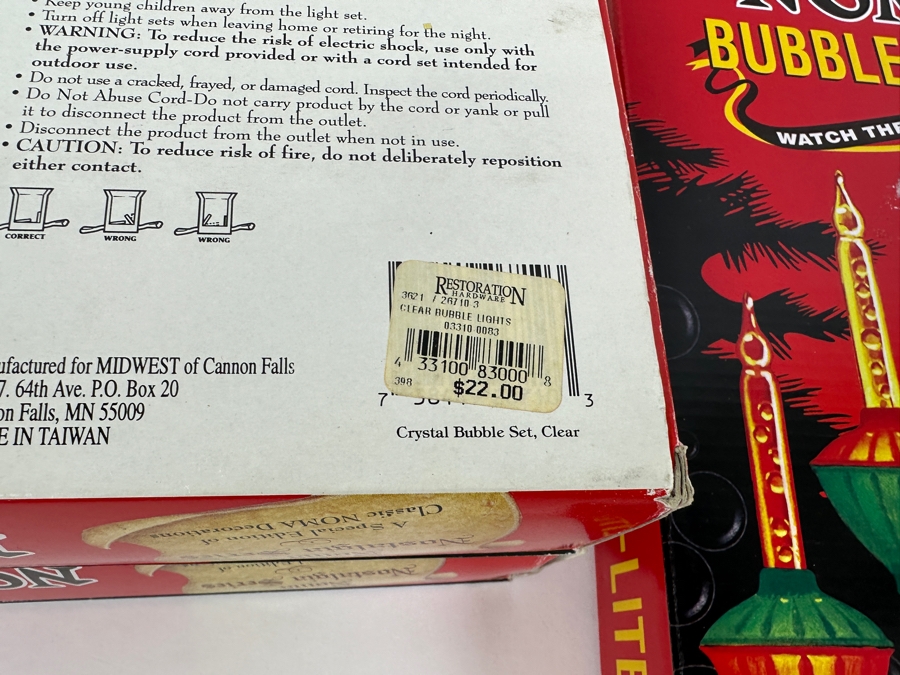 Keep young children away from the light set.
• Turn off light sets when leaving home or retiring for the night.
• WARNING: To reduce the risk of electric shock, use only with
the power-supply cord provided or with a cord set intended for
outdoor use.
• Do not use a cracked, frayed, or damaged cord. Inspect the cord periodically.
• Do Not Abuse Cord-Do not carry product by the cord or yank or pull
it to disconnect the product from the outlet.
• Disconnect the product from the outlet when not in use.
• CAUTION: To reduce risk of fire, do not deliberately reposition
either contact.
CORRECT
WRONG
WRONG
ufactured for MIDWEST of Cannon Falls
7. 64th Ave. P.O. Box 20
on Falls, MN 55009
E IN TAIWAN
RESTORATION
HARDWARE
3621 / 26710 3
CLEAR BUBBLE LIGHTS
03310 0083
4 33100 83000 8
398 $22.00
7 3
Crystal Bubble Set, Clear
A Special Edition of
Classic NOMA Decorations
Nostalgia Series
BUBBLE
WATCH THE
-LITE